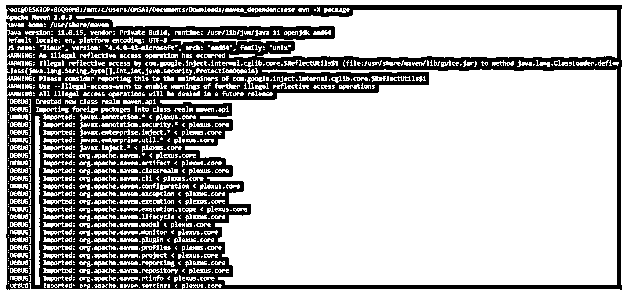 Apache Maven 3.6.3
Maven home: /usr/share/maven
Java version: 11.0.15, vendor: Private Build, runtime: /usr/lib/jvm/java-11-openjdk-amd64
Default locale: en, platform encoding: UTF-8
OS name: "linux", version: "4.4.0-43-microsoft", arch: "amd64", family: "unix"
WARNING: An illegal reflective access operation has occurred
WARNING: Illegal reflective access by com.google.inject.internal.cglib.core.$ReflectUtils$1 (file:/usr/share/maven/lib/guice.jar) to method java.lang.ClassLoader.define
Class(java.lang.String,byte[],int,int,java.security.ProtectionDomain)
WARNING: Please consider reporting this to the maintainers of com.google.inject.internal.cglib.core.$ReflectUtils$1
WARNING: Use --illegal-access=warn to enable warnings of further illegal reflective access operations
WARNING: All illegal access operations will be denied in a future release
[DEBUG] Created new class realm maven.api
[DEBUG] Importing foreign packages into class realm maven.api
[DEBUG] Imported: javax.annotation.* < plexus.core
[DEBUG] Imported: javax.annotation.security.* < plexus.core
[DEBUG] Imported: javax.enterprise.inject.* < plexus.core
[DEBUG] Imported: javax.enterprise.util.* < plexus.core
[DEBUG] Imported: javax.inject.* < plexus.core
[DEBUG] Imported: org.apache.maven.* < plexus.core
[DEBUG] Imported: org.apache.maven.artifact < plexus.core
[DEBUG] Imported: org.apache.maven.classrealm < plexus.core
[DEBUG] Imported: org.apache.maven.cli < plexus.core
[DEBUG] Imported: org.apache.maven.configuration < plexus.core
[DEBUG] Imported: org.apache.maven.exception < plexus.core
[DEBUG] Imported: org.apache.maven.execution < plexus.core
[DEBUG] Imported: org.apache.maven.execution.scope < plexus.core
[DEBUG] Imported: org.apache.maven.lifecycle < plexus.core
[DEBUG] Imported: org.apache.maven.model < plexus.core
[DEBUG] Imported: org.apache.maven.monitor < plexus.core
[DEBUG] Imported: org.apache.maven.plugin < plexus.core
[DEBUG] Imported: org.apache.maven.profiles < plexus.core
[DEBUG] Imported: org.apache.maven.project < plexus.core
[DEBUG] Imported: org.apache.maven.reporting < plexus.core
[DEBUG] Imported: org.apache.maven.repository < plexus.core
[DEBUG] Imported: org.apache.maven.rtinfo < plexus.core
[DEBUG] Imported: org.apache.maven.settings < plexus.core